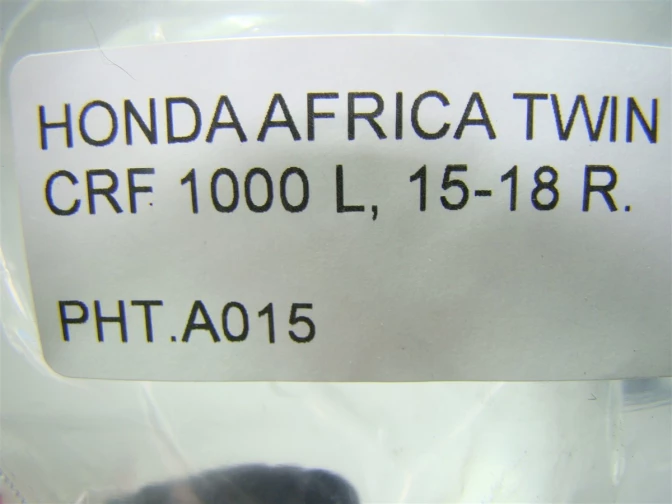 HONDA AFRICA TWIN
CRF 1000 L, 15-18 R.
PHT.A015